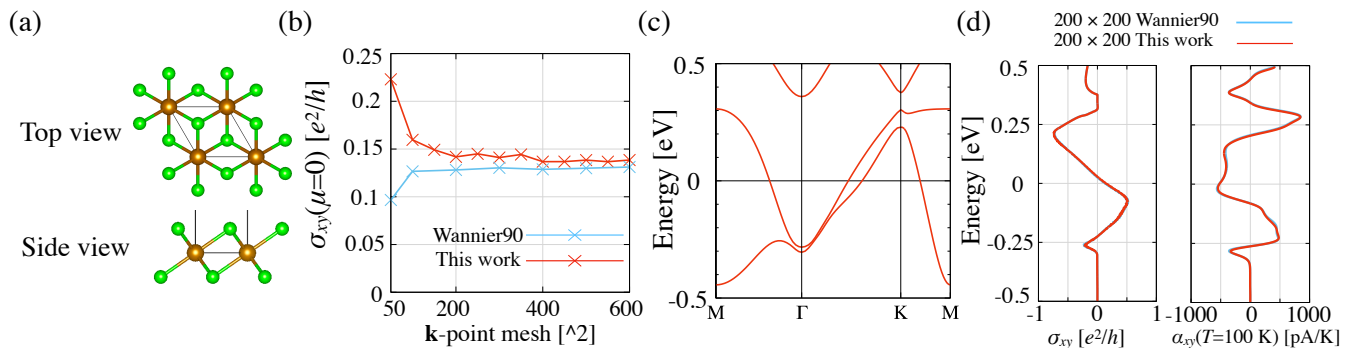 (a)
Top view
Side view
(b)
σxy(μ=0) [e²/h]
0.25
0.2
0.15
0.1
0.05
0
Wannier90
This work
50
200
400
600
k-point mesh [^2]
(c)
Energy [eV]
0.5
0
-0.5
M
Γ
K
M
(d)
200 × 200 Wannier90
200 × 200 This work
Energy [eV]
0.5
0.25
0
-0.25
-0.5
-1
0
1
σxy [e²/h]
-1000
0
1000
αxy(T=100 K) [pA/K]